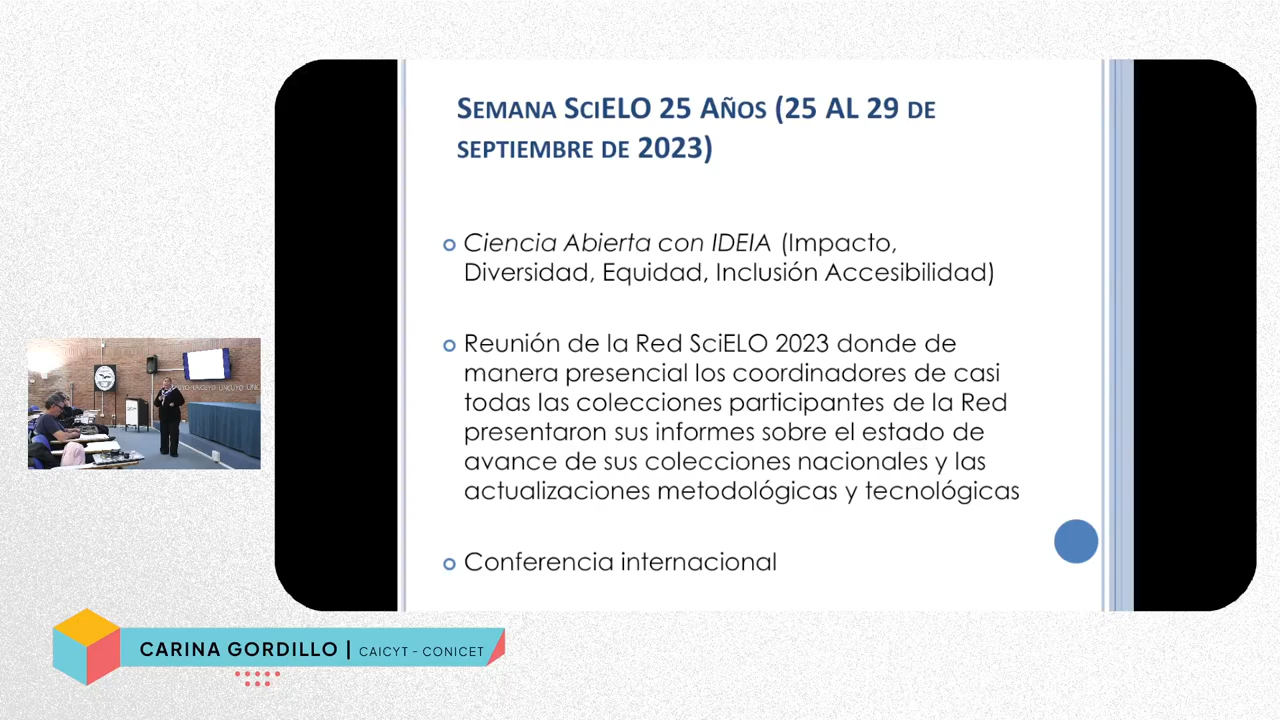 SEMANA SCIELO 25 AÑOS (25 AL 29 DE
SEPTIEMBRE DE 2023)
Ciencia Abierta con IDEIA (Impacto,
Diversidad, Equidad, Inclusión Accesibilidad)
Reunión de la Red SciELO 2023 donde de
manera presencial los coordinadores de casi
todas las colecciones participantes de la Red
presentaron sus informes sobre el estado de
avance de sus colecciones nacionales y las
actualizaciones metodológicas y tecnológicas
Conferencia internacional
CARINA GORDILLO | CAICYT - CONICET